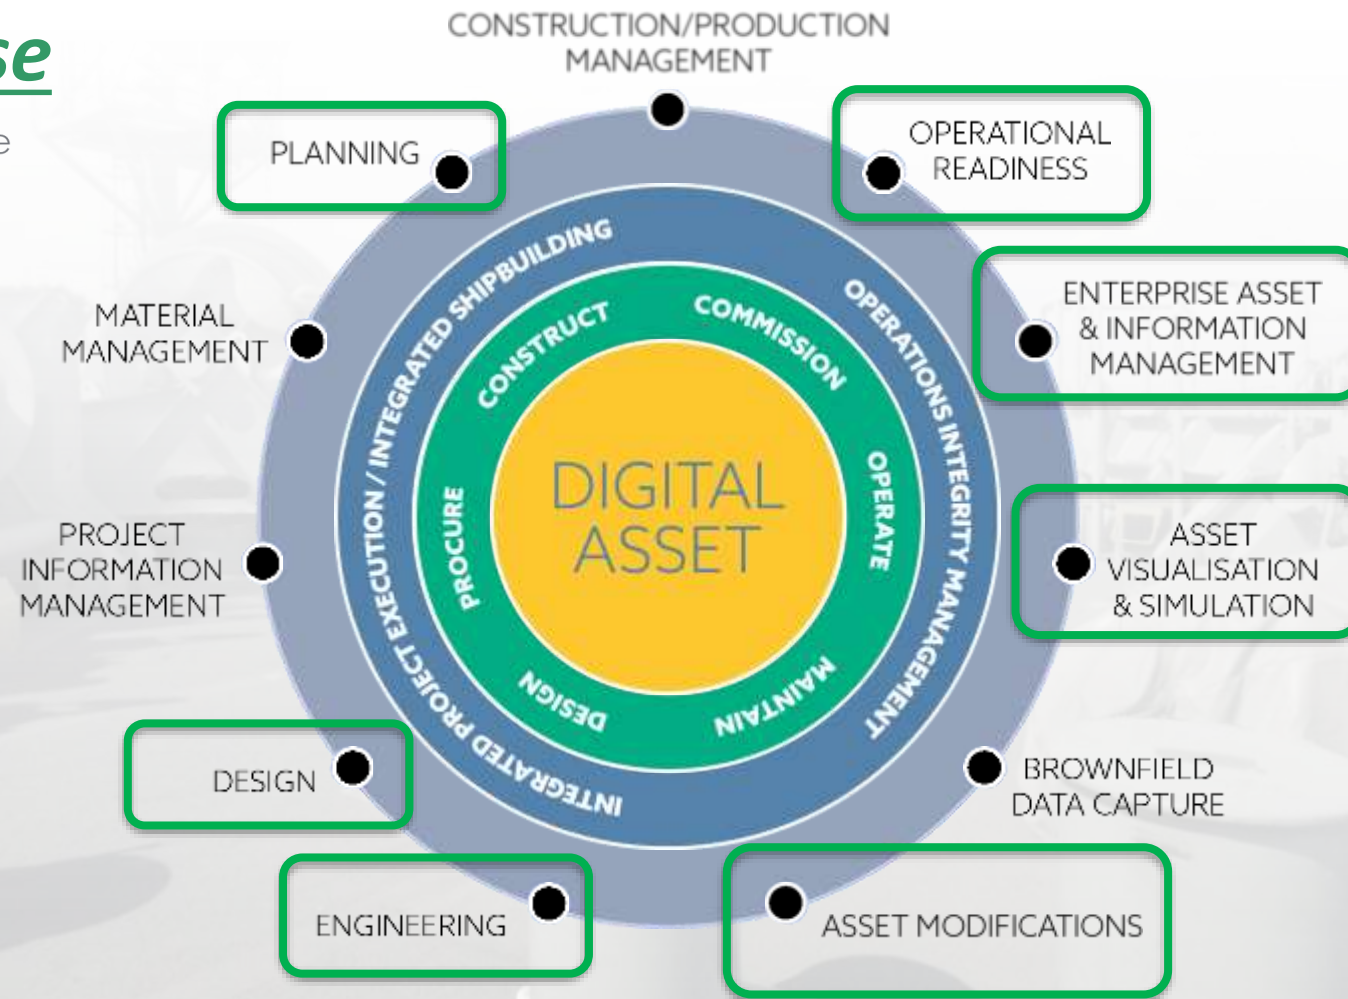 se
e
CONSTRUCTION/PRODUCTION
MANAGEMENT
PLANNING
OPERATIONAL
READINESS
MATERIAL
MANAGEMENT
ENTERPRISE ASSET
& INFORMATION
MANAGEMENT
PROJECT
INFORMATION
MANAGEMENT
ASSET
VISUALISATION
& SIMULATION
DESIGN
BROWNFIELD
DATA CAPTURE
ENGINEERING
ASSET MODIFICATIONS
INTEGRATED PROJECT EXECUTION / INTEGRATED SHIPBUILDING
OPERATIONS INTEGRITY MANAGEMENT
DESIGN
PROCURE
CONSTRUCT
COMMISSION
OPERATE
MAINTAIN
DIGITAL
ASSET